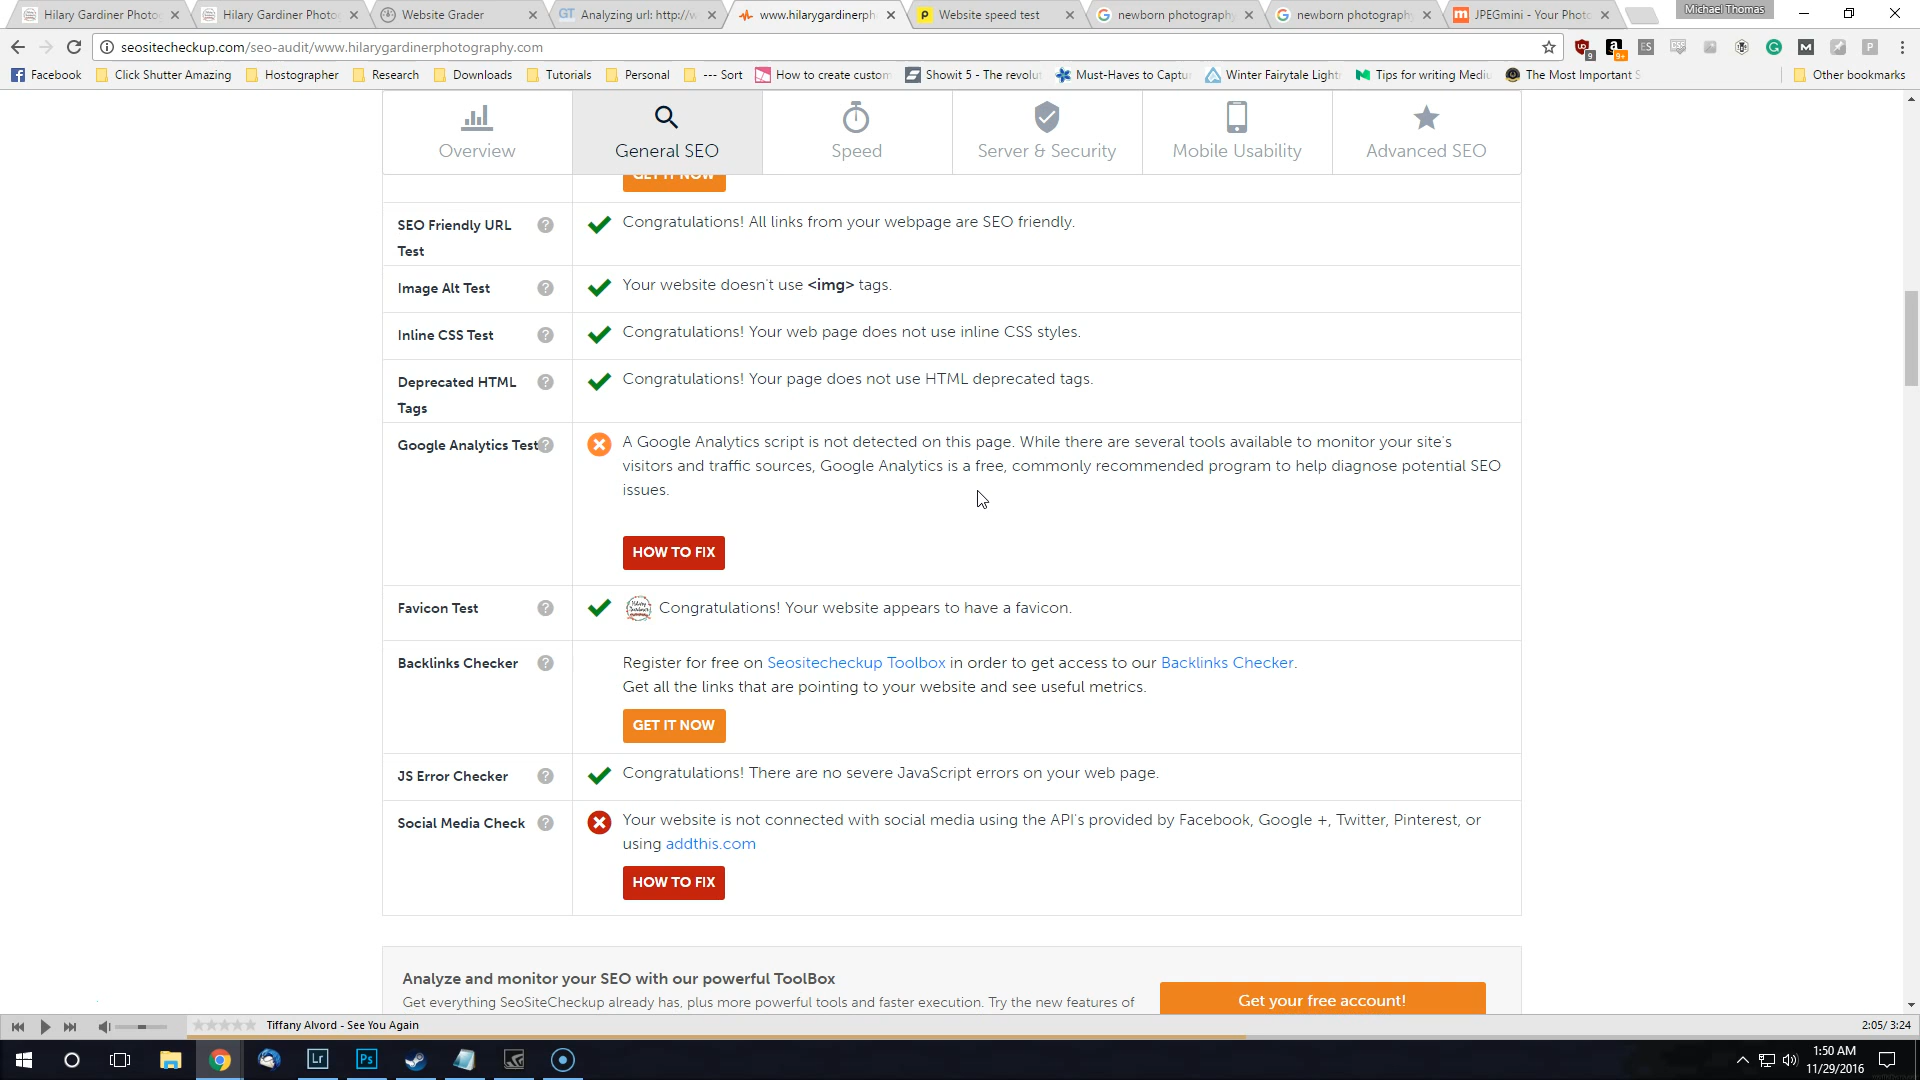 Hilary Gardiner Photo
Hilary Gardiner Photo
Website Grader
GT Analyzing url: http://w
www.hilarygardinerph
Website speed test
newborn photography
newborn photography
JPEGmini - Your Photo
Michael Thomas
seositecheckup.com/seo-audit/www.hilarygardinerphotography.com
Facebook
Click Shutter Amazing
Hostographer
Research
Downloads
Tutorials
Personal
--- Sort
How to create custom
Showit 5 - The revolu
Must-Haves to Captu
Winter Fairytale Light
Tips for writing Medi
The Most Important S
Other bookmarks
Overview
General SEO
Speed
Server & Security
Mobile Usability
Advanced SEO
GET IT NOW
SEO Friendly URL
Test
Congratulations! All links from your webpage are SEO friendly.
Image Alt Test
Your website doesn't use <img> tags.
Inline CSS Test
Congratulations! Your web page does not use inline CSS styles.
Deprecated HTML
Tags
Congratulations! Your page does not use HTML deprecated tags.
Google Analytics Test
A Google Analytics script is not detected on this page. While there are several tools available to monitor your site's
visitors and traffic sources, Google Analytics is a free, commonly recommended program to help diagnose potential SEO
issues.
HOW TO FIX
Favicon Test
Congratulations! Your website appears to have a favicon.
Backlinks Checker
Register for free on Seositecheckup Toolbox in order to get access to our Backlinks Checker.
Get all the links that are pointing to your website and see useful metrics.
GET IT NOW
JS Error Checker
Congratulations! There are no severe JavaScript errors on your web page.
Social Media Check
Your website is not connected with social media using the API's provided by Facebook, Google +, Twitter, Pinterest, or
using addthis.com
HOW TO FIX
Analyze and monitor your SEO with our powerful ToolBox
Get everything SeoSiteCheckup already has, plus more powerful tools and faster execution. Try the new features of
Get your free account!
Tiffany Alvord - See You Again
2:05/ 3:24
Lr
Ps
1:50 AM
11/29/2016